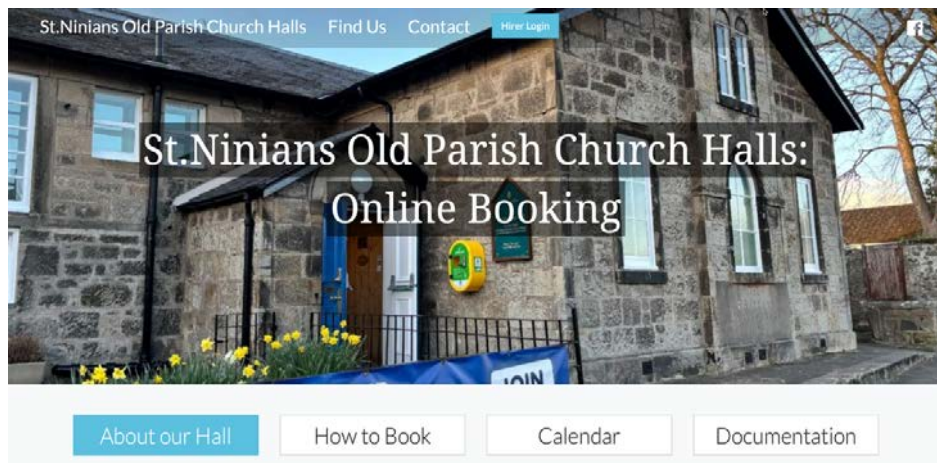 St.Ninians Old Parish Church Halls Find Us Contact Hirer Login
St.Ninians Old Parish Church Halls:
Online Booking
JOIN
About our Hall How to Book Calendar Documentation